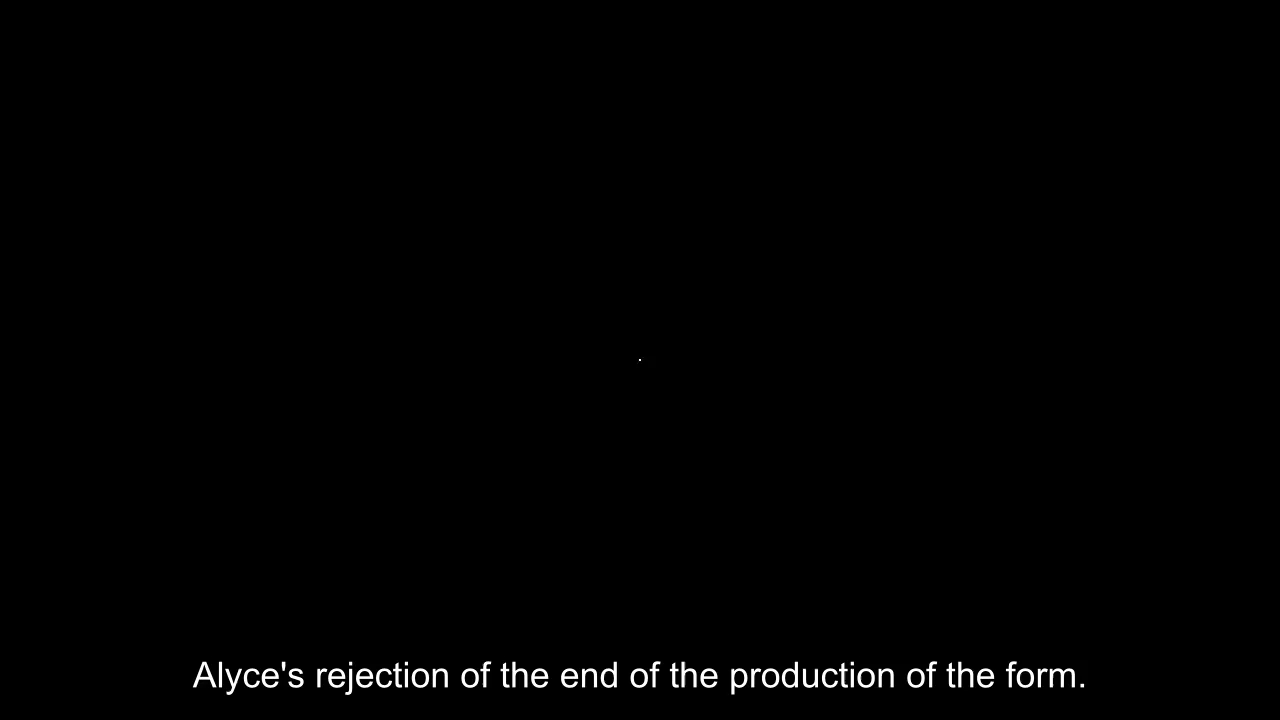 Alyce's rejection of the end of the production of the form.